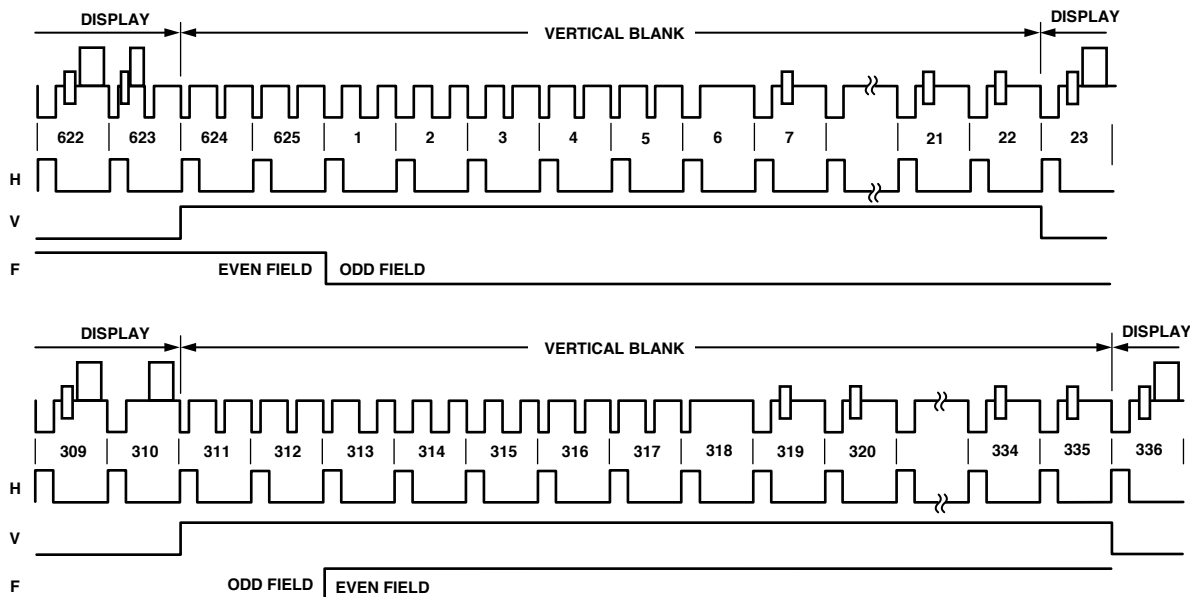 DISPLAY VERTICAL BLANK DISPLAY
622 623 624 625 1 2 3 4 5 6 7 21 22 23
H
V
F EVEN FIELD ODD FIELD
DISPLAY VERTICAL BLANK DISPLAY
309 310 311 312 313 314 315 316 317 318 319 320 334 335 336
H
V
F ODD FIELD EVEN FIELD